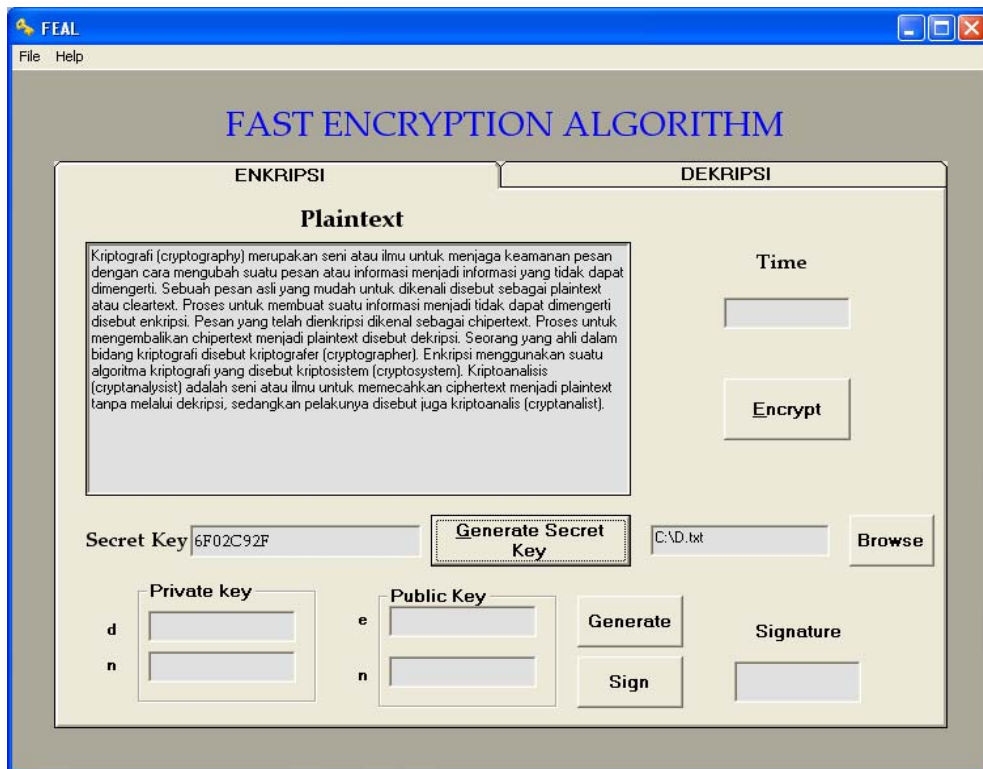 FEAL
File Help
FAST ENCRYPTION ALGORITHM
ENKRIPSI DEKRIPSI
Plaintext
Kriptografi (cryptography) merupakan seni atau ilmu untuk menjaga keamanan pesan
dengan cara mengubah suatu pesan atau informasi menjadi informasi yang tidak dapat
dimengerti. Sebuah pesan asli yang mudah untuk dikenali disebut sebagai plaintext
atau cleartext. Proses untuk membuat suatu informasi menjadi tidak dapat dimengerti
disebut enkripsi. Pesan yang telah dienkripsi dikenal sebagai chipertext. Proses untuk
mengembalikan chipertext menjadi plaintext disebut dekripsi. Seorang yang ahli dalam
bidang kriptografi disebut kriptografer (cryptographer). Enkripsi menggunakan suatu
algoritma kriptografi yang disebut kriptosistem (cryptosystem). Kriptoanalisis
(cryptanalysist) adalah seni atau ilmu untuk memecahkan ciphertext menjadi plaintext
tanpa melalui dekripsi, sedangkan pelakunya disebut juga kriptoanalis (cryptanalist).
Time
Encrypt
Secret Key 6F02C92F
Generate Secret
Key
C:\D.txt
Browse
Private key
d
n
Public Key
e
n
Generate
Sign
Signature